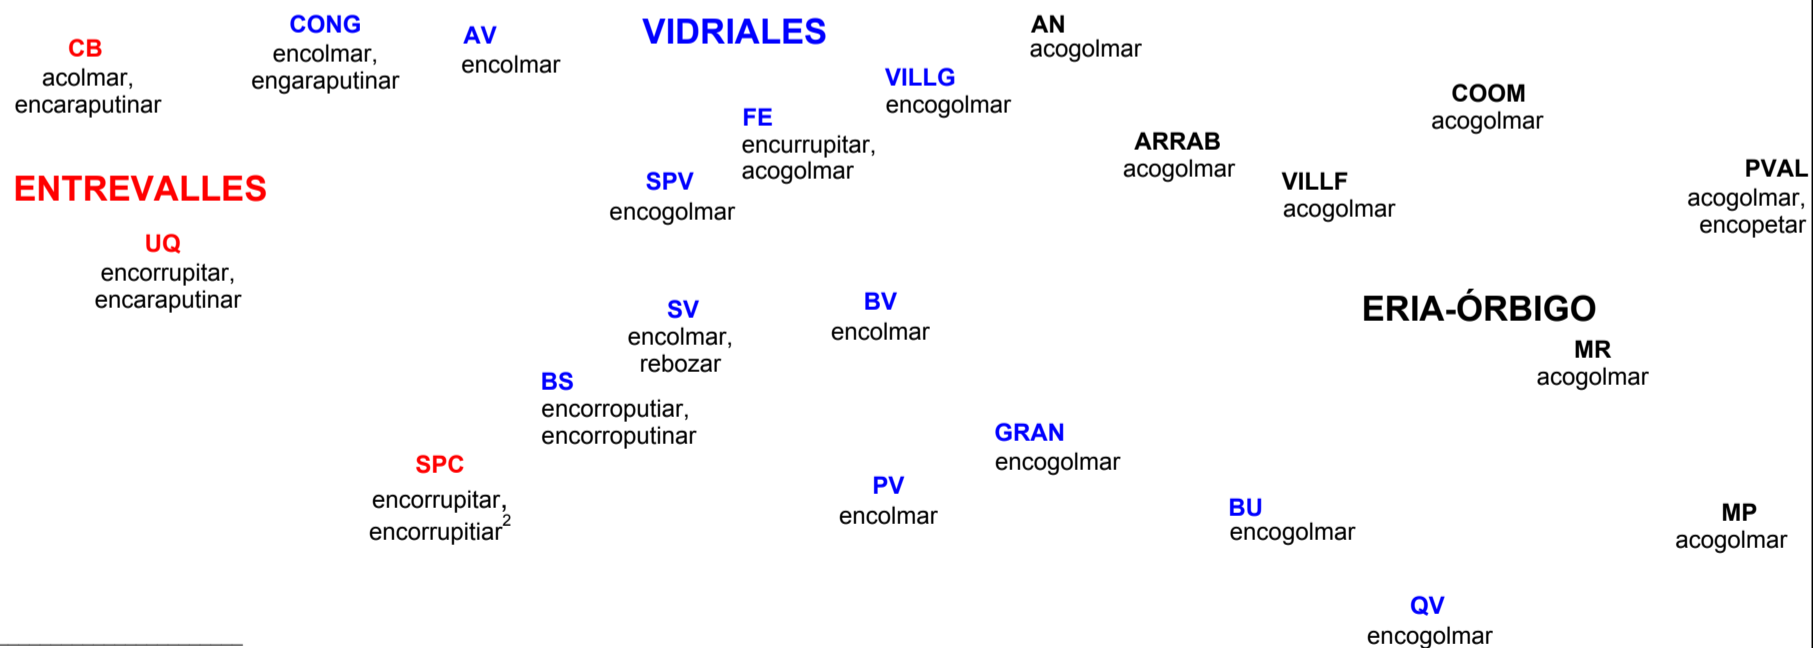 CONG
AV
VIDRIALES
AN
CB
encolmar,
engaraputinar
encolmar
acogolmar
acolmar,
encaraputinar
VILLG
encogolmar
COOM
acogolmar
FE
encurrupitar,
acogolmar
ARRAB
acogolmar
ENTREVALLES
SPV
encogolmar
VILLF
acogolmar
PVAL
acogolmar,
encopetar
UQ
encorrupitar,
encaraputinar
SV
encolmar,
rebozar
BV
encolmar
ERIA-ÓRBIGO
MR
acogolmar
BS
encorroputiar,
encorroputinar
GRAN
encogolmar
SPC
encorrupitar,
encorrupitiar²
PV
encolmar
BU
encogolmar
MP
acogolmar
QV
encogolmar